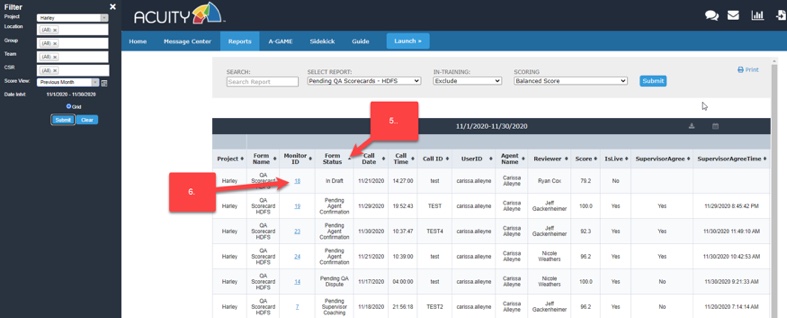 Filter
Project
Harley
Location
(All)
Group
(All)
Team
(All)
CSR
(All)
Score View:
Previous Month
Date Intvl
11/1/2020 - 11/30/2020
Grid
Submit Clear
ACUITY
Home Message Center Reports A-GAME Sidekick Guide Launch »
SEARCH: SELECT REPORT: IN-TRAINING: SCORING
Search Report Pending QA Scorecards - HDFS Exclude Balanced Score Submit
Print
5..
6.
11/1/2020-11/30/2020
Project Form Name Monitor ID Form Status Call Date Call Time Call ID UserID Agent Name Reviewer Score IsLive SupervisorAgree SupervisorAgreeTime
Harley QA Scorecard HDFS 18 In Draft 11/21/2020 14:27:00 test carissa.alleyne Carissa Alleyne Ryan Cox 79.2 No
Harley QA Scorecard HDFS 19 Pending Agent Confirmation 11/29/2020 18:52:43 TEST carissa.alleyne Carissa Alleyne Jeff Gackenheimer 100.0 Yes Yes 11/29/2020 8:45:42 PM
Harley QA Scorecard HDFS 23 Pending Agent Confirmation 11/30/2020 10:37:47 TEST4 carissa.alleyne Carissa Alleyne Jeff Gackenheimer 92.3 Yes Yes 11/30/2020 11:49:10 AM
Harley QA Scorecard HDFS 24 Pending Agent Confirmation 11/21/2020 10:39:00 test carissa.alleyne Carissa Alleyne Nicole Weathers 96.2 Yes Yes 11/30/2020 10:42:53 AM
Harley QA Scorecard HDFS 14 Pending QA Dispute 11/17/2020 04:00:00 test carissa.alleyne Carissa Alleyne Nicole Weathers 100.0 Yes No 11/30/2020 9:21:33 AM
Harley QA Scorecard HDFS 7 Pending Supervisor Coaching 11/18/2020 21:56:18 TEST2 carissa.alleyne Carissa Alleyne Jeff Gackenheimer 96.2 Yes No 11/20/2020 7:14:14 AM